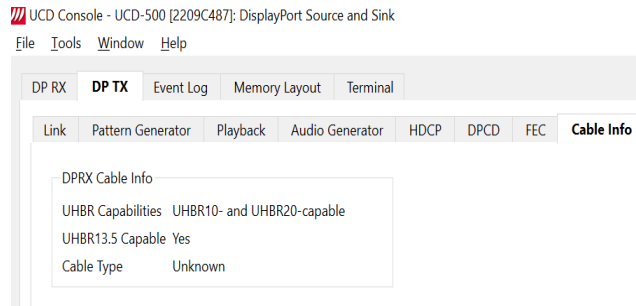 UCD Console - UCD-500 [2209C487]: DisplayPort Source and Sink
File Tools Window Help
DP RX DP TX Event Log Memory Layout Terminal
Link Pattern Generator Playback Audio Generator HDCP DPCD FEC Cable Info
DPRX Cable Info
UHBR Capabilities UHBR10- and UHBR20-capable
UHBR13.5 Capable Yes
Cable Type Unknown